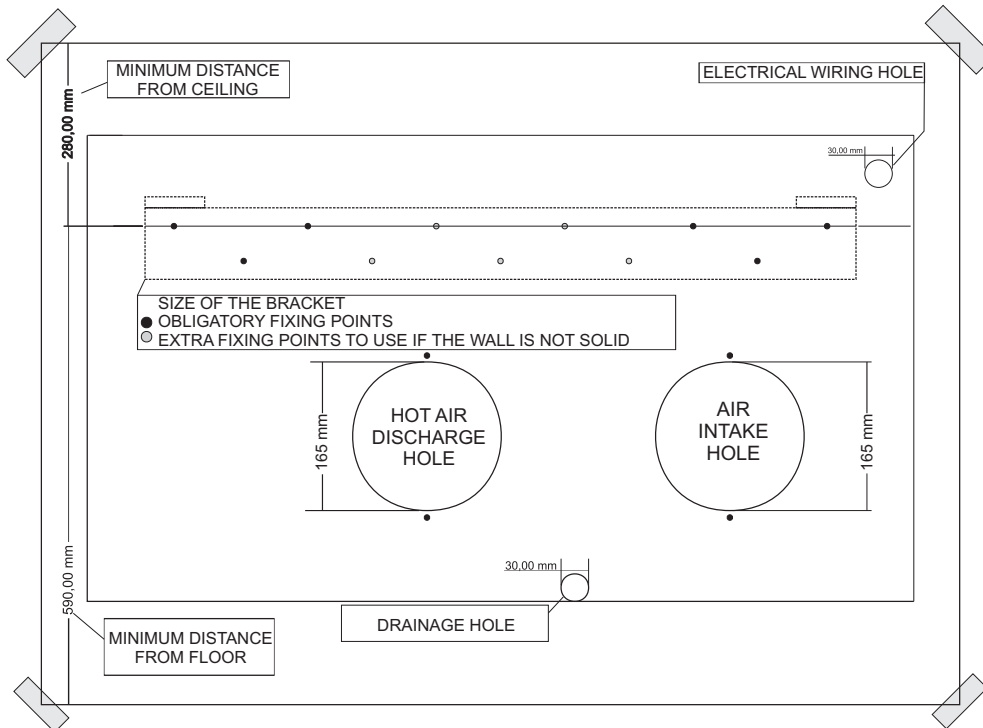 MINIMUM DISTANCE
FROM CEILING
ELECTRICAL WIRING HOLE
280,00 mm
30,00 mm
SIZE OF THE BRACKET
OBLIGATORY FIXING POINTS
EXTRA FIXING POINTS TO USE IF THE WALL IS NOT SOLID
165 mm
HOT AIR
DISCHARGE
HOLE
AIR
INTAKE
HOLE
165 mm
590,00 mm
30,00 mm
DRAINAGE HOLE
MINIMUM DISTANCE
FROM FLOOR